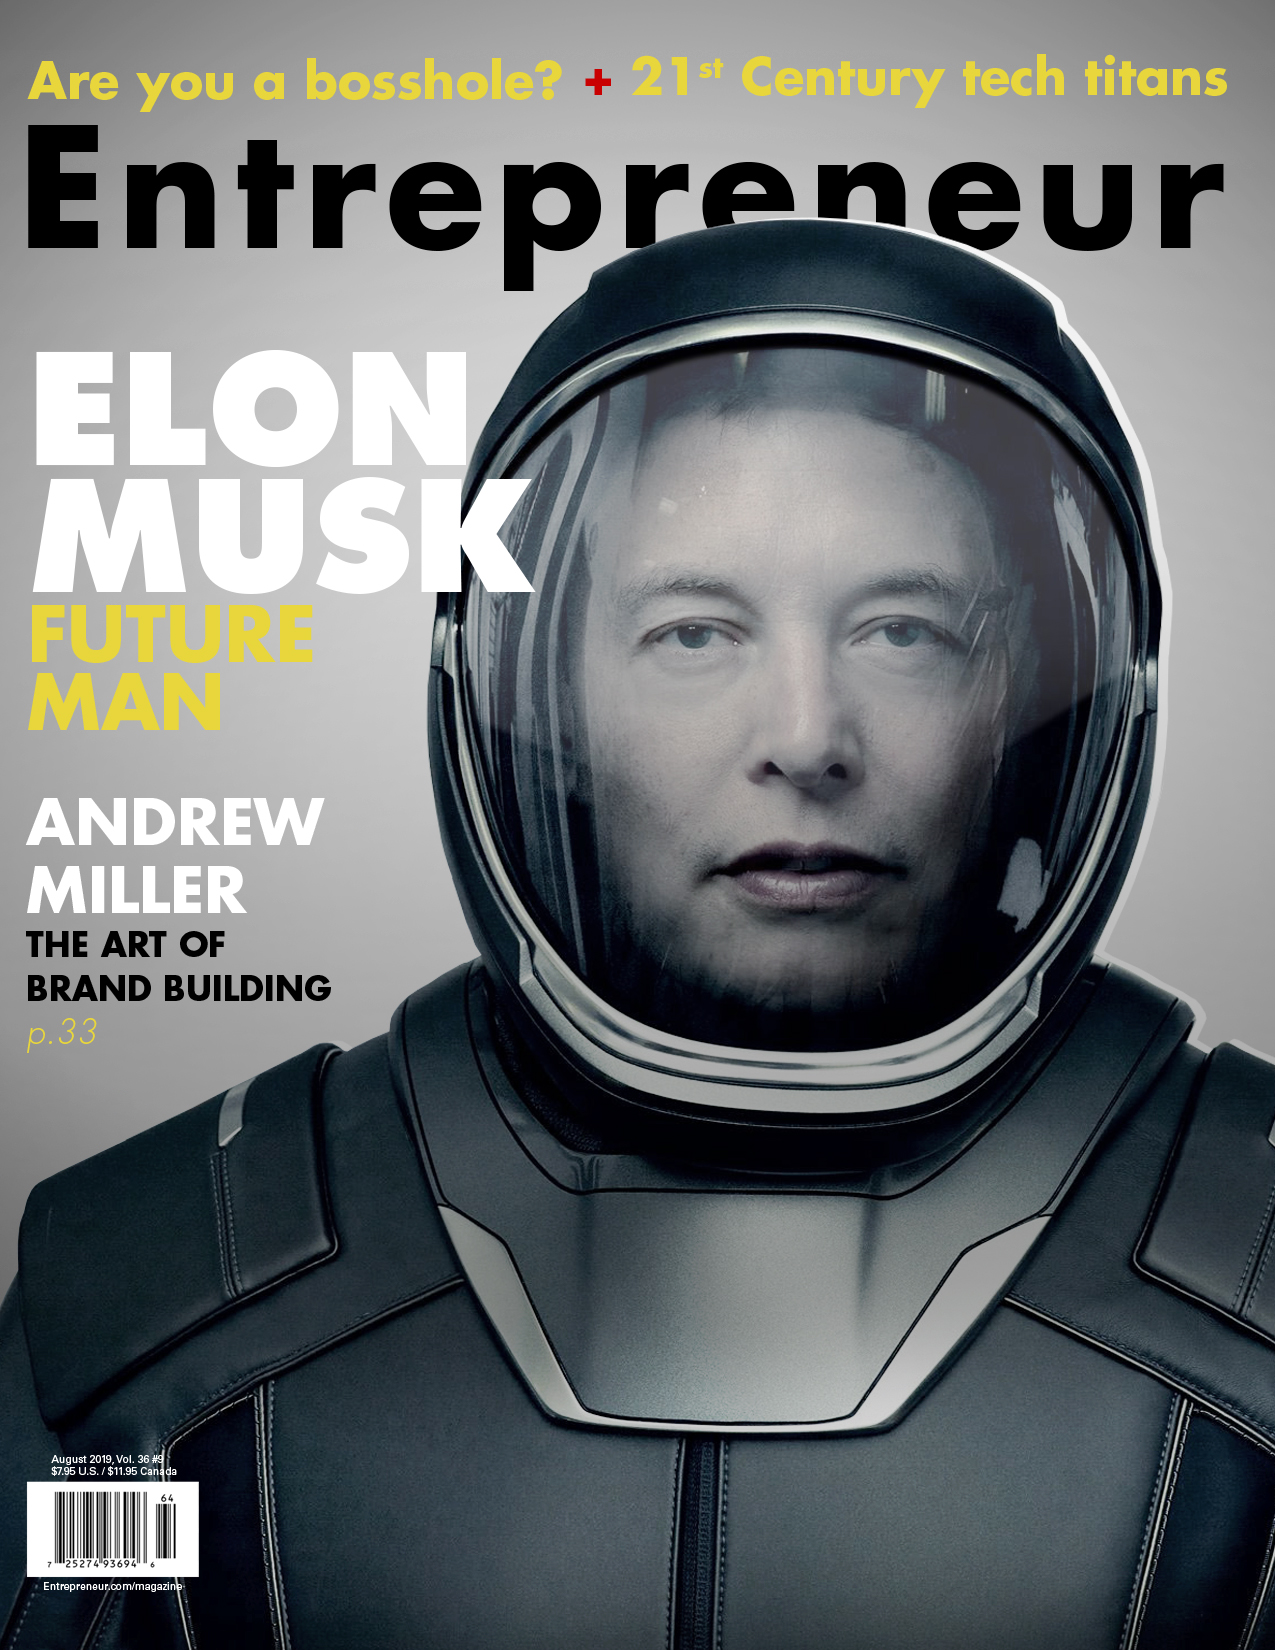 Are you a bosshole? + 21st Century tech titans
Entrepreneur
ELON
MUSK
FUTURE
MAN
ANDREW
MILLER
THE ART OF
BRAND BUILDING
p.33
August 2019, Vol. 36 #9
$7.95 U.S. / $11.95 Canada
64
7 25274 93694 6
Entrepreneur.com/magazine